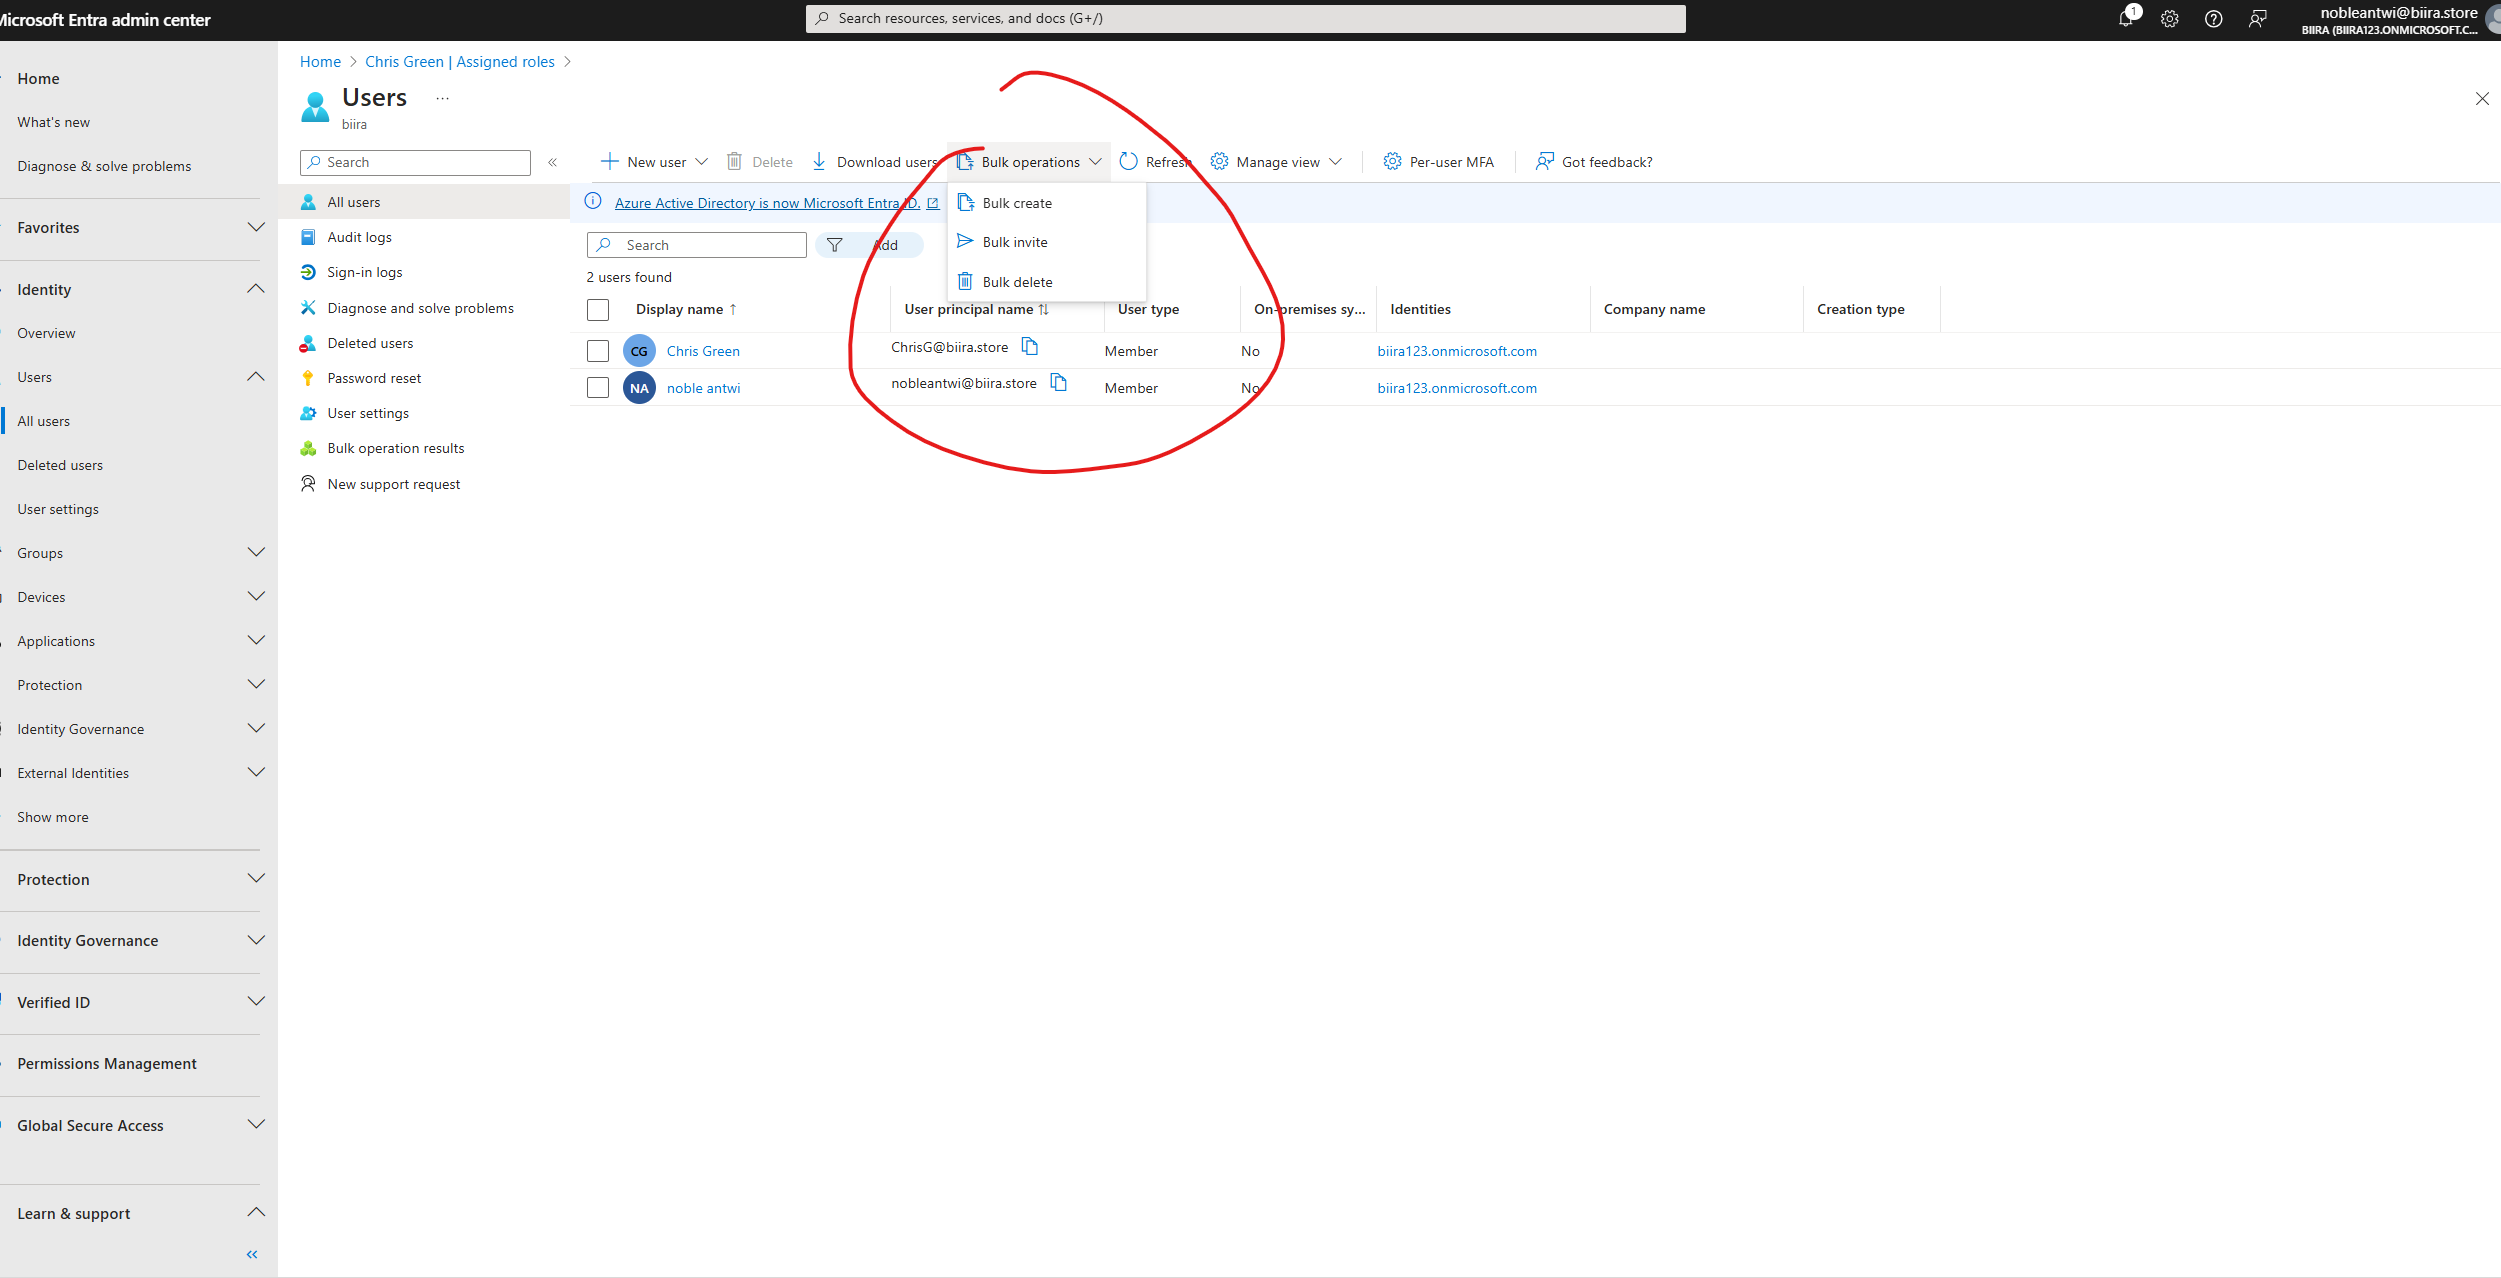 Microsoft Entra admin center
Search resources, services, and docs (G+/)
1
nobleantwi@biira.store
BIIRA (BIIRA123.ONMICROSOFT.C...
Home
What's new
Diagnose & solve problems
Favorites
Identity
Overview
Users
All users
Deleted users
User settings
Groups
Devices
Applications
Protection
Identity Governance
External Identities
Show more
Protection
Identity Governance
Verified ID
Permissions Management
Global Secure Access
Learn & support
Home > Chris Green | Assigned roles >
Users ...
biira
Search
All users
Audit logs
Sign-in logs
Diagnose and solve problems
Deleted users
Password reset
User settings
Bulk operation results
New support request
New user Delete Download users Bulk operations Refresh Manage view Per-user MFA Got feedback?
Azure Active Directory is now Microsoft Entra ID.
Bulk create
Bulk invite
Bulk delete
Search Add
2 users found
Display name User principal name User type On-premises sy... Identities Company name Creation type
CG Chris Green ChrisG@biira.store Member No biira123.onmicrosoft.com
NA noble antwi nobleantwi@biira.store Member No biira123.onmicrosoft.com